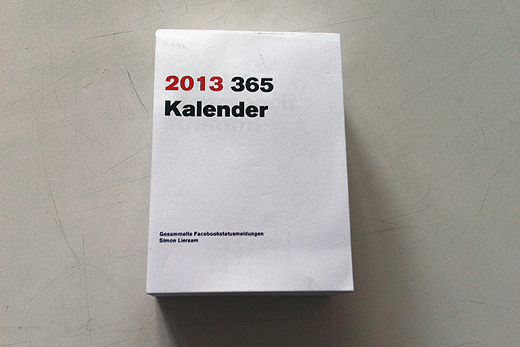 2013 365
Kalender
Gesammelte Facebookstatusmeldungen
Simon Liersam